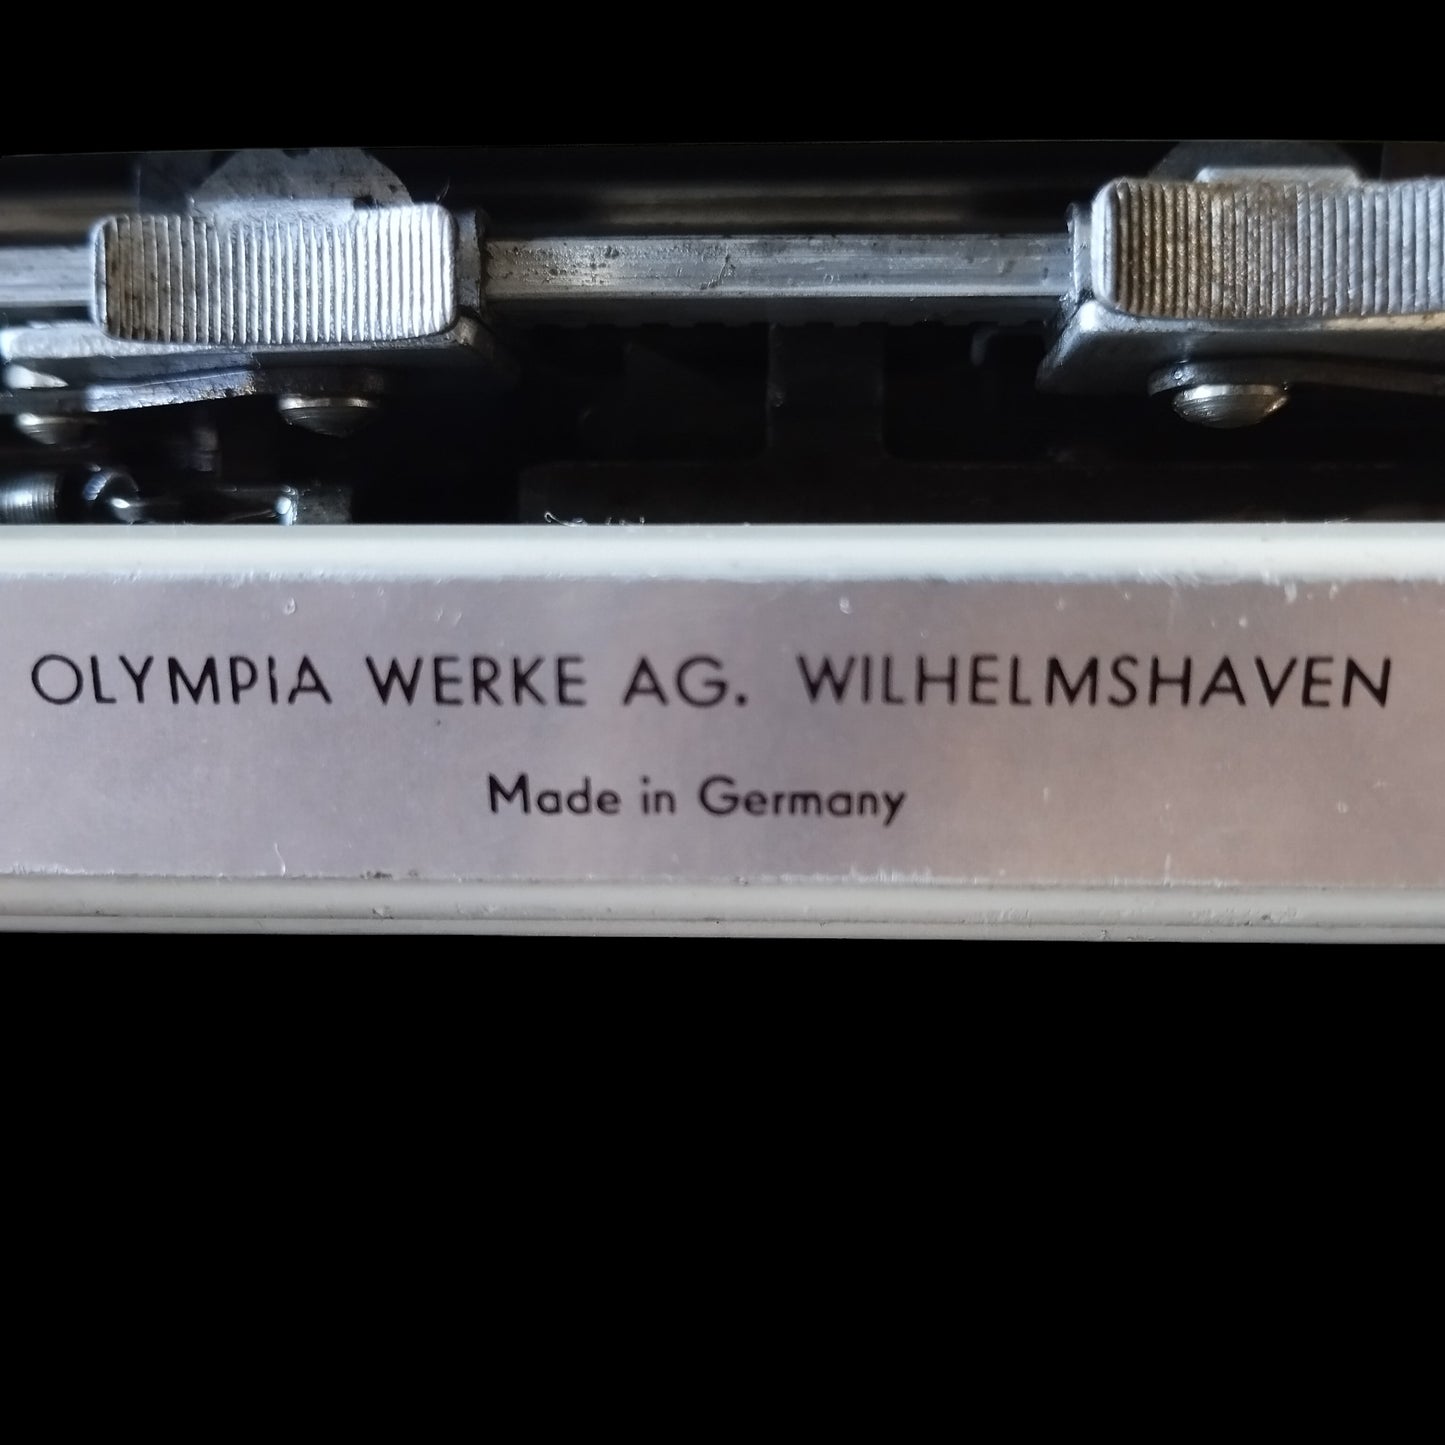 OLYMPIA WERKE AG. WILHELMSHAVEN
Made in Germany